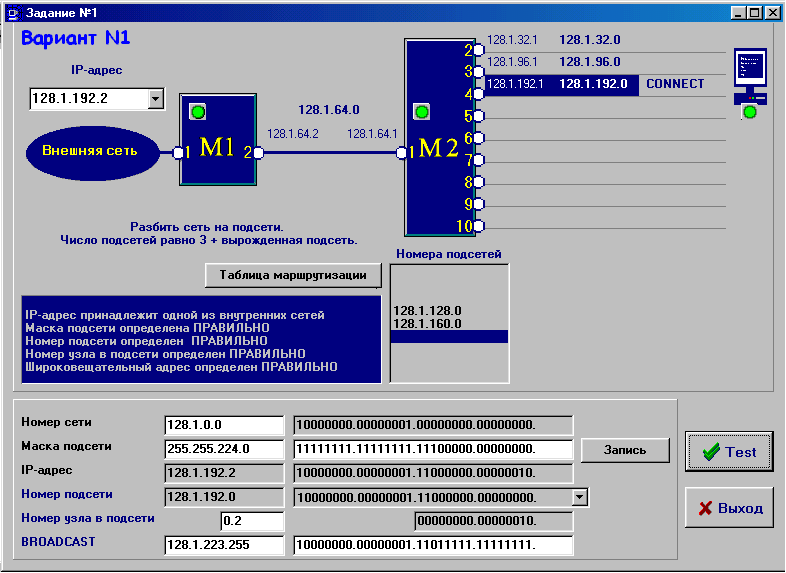 Задание №1
Вариант N1
IP-адрес
128.1.192.2
Внешняя сеть
1 M1 2
128.1.64.0
128.1.64.2 128.1.64.1
1 M2
2 128.1.32.1 128.1.32.0
3 128.1.96.1 128.1.96.0
4 128.1.192.1 128.1.192.0 CONNECT
5
6
7
8
9
10
Разбить сеть на подсети.
Число подсетей равно 3 + вырожденная подсеть.
Таблица маршрутизации
Номера подсетей
128.1.128.0
128.1.160.0
IP-адрес принадлежит одной из внутренних сетей
Маска подсети определена ПРАВИЛЬНО
Номер подсети определен ПРАВИЛЬНО
Номер узла в подсети определен ПРАВИЛЬНО
Широковещательный адрес определен ПРАВИЛЬНО
Номер сети 128.1.0.0 10000000.00000001.00000000.00000000.
Маска подсети 255.255.224.0 11111111.11111111.11100000.00000000.
Запись
IP-адрес 128.1.192.2 10000000.00000001.11000000.00000010.
Номер подсети 128.1.192.0 10000000.00000001.11000000.00000000.
Номер узла в подсети 0.2 00000000.00000010.
BROADCAST 128.1.223.255 10000000.00000001.11011111.11111111.
Test
Выход